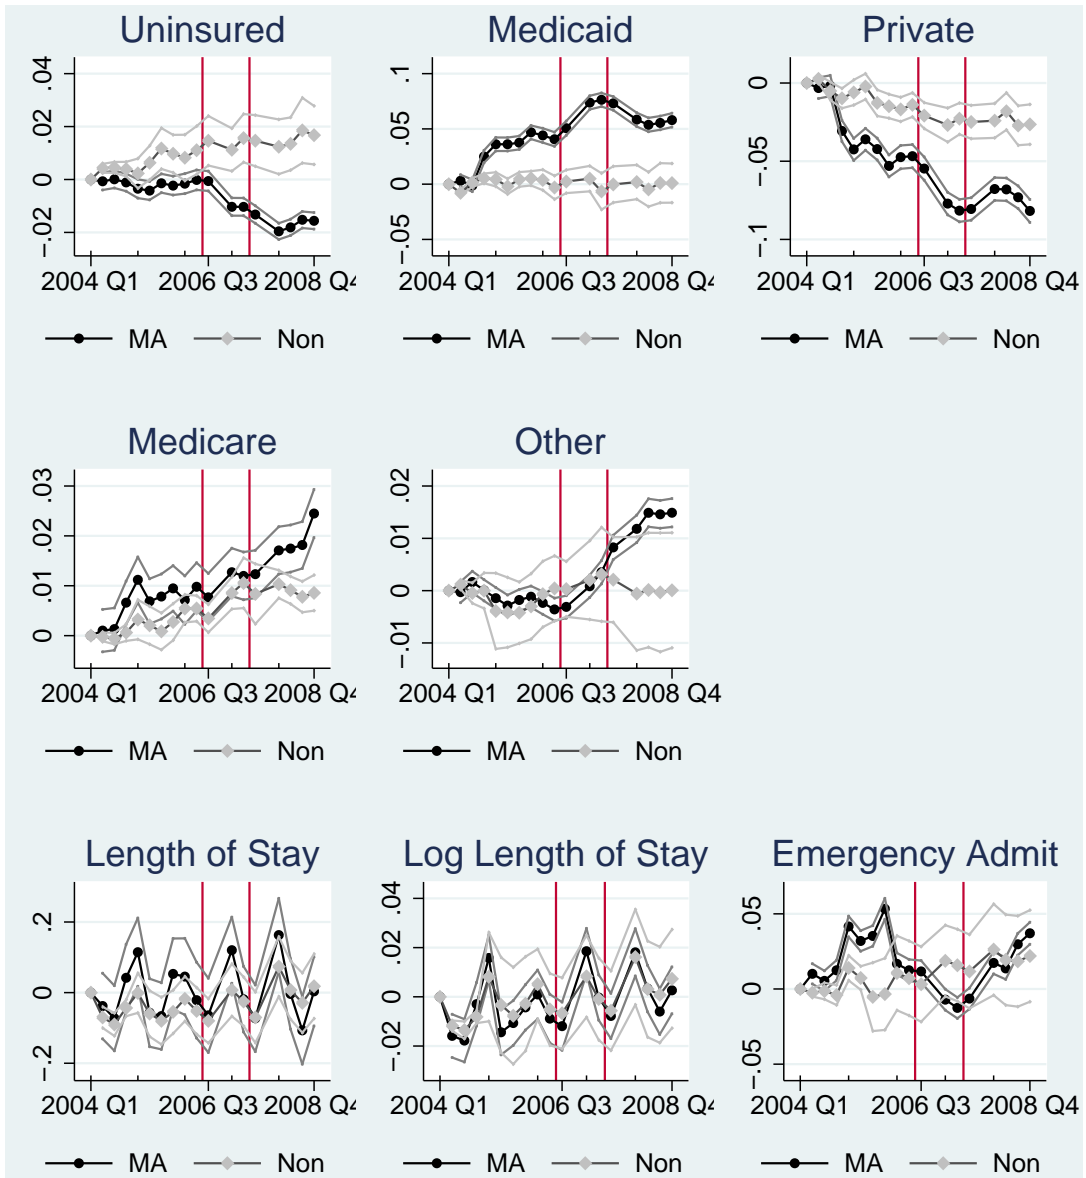 Uninsured
.04
.02
0
−.02
2004 Q1 2006 Q3 2008 Q4
MA Non
Medicaid
.1
.05
0
−.05
2004 Q1 2006 Q3 2008 Q4
MA Non
Private
0
−.05
−.1
2004 Q1 2006 Q3 2008 Q4
MA Non
Medicare
.03
.02
.01
0
2004 Q1 2006 Q3 2008 Q4
MA Non
Other
.02
.01
0
−.01
2004 Q1 2006 Q3 2008 Q4
MA Non
Length of Stay
.2
0
−.2
2004 Q1 2006 Q3 2008 Q4
MA Non
Log Length of Stay
.04
.02
0
−.02
2004 Q1 2006 Q3 2008 Q4
MA Non
Emergency Admit
.05
0
−.05
2004 Q1 2006 Q3 2008 Q4
MA Non